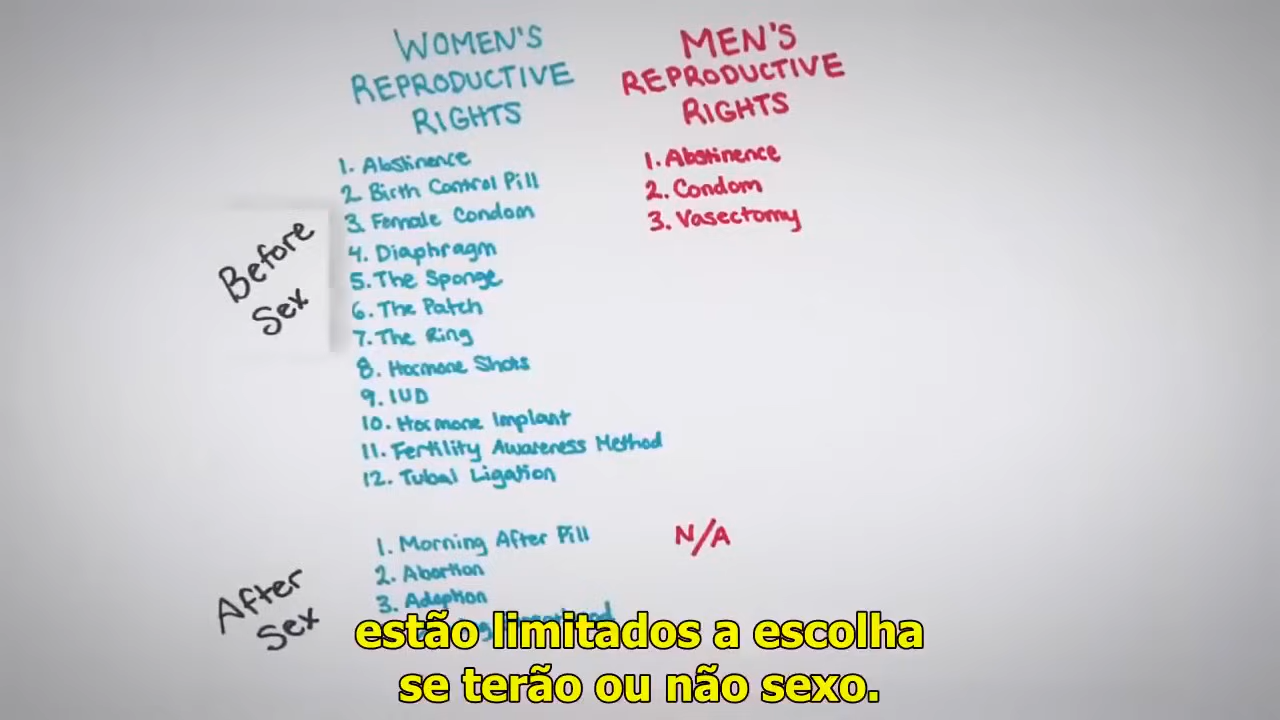 WOMEN'S
REPRODUCTIVE
RIGHTS
MEN'S
REPRODUCTIVE
RIGHTS
Before
Sex
1. Abstinence
2. Birth Control Pill
3. Female Condom
4. Diaphragm
5. The Sponge
6. The Patch
7. The Ring
8. Hormone Shots
9. IUD
10. Hormone Implant
11. Fertility Awareness Method
12. Tubal Ligation
1. Abstinence
2. Condom
3. Vasectomy
After
Sex
1. Morning After Pill
2. Abortion
3. Adoption
N/A
estão limitados a escolha
se terão ou não sexo.